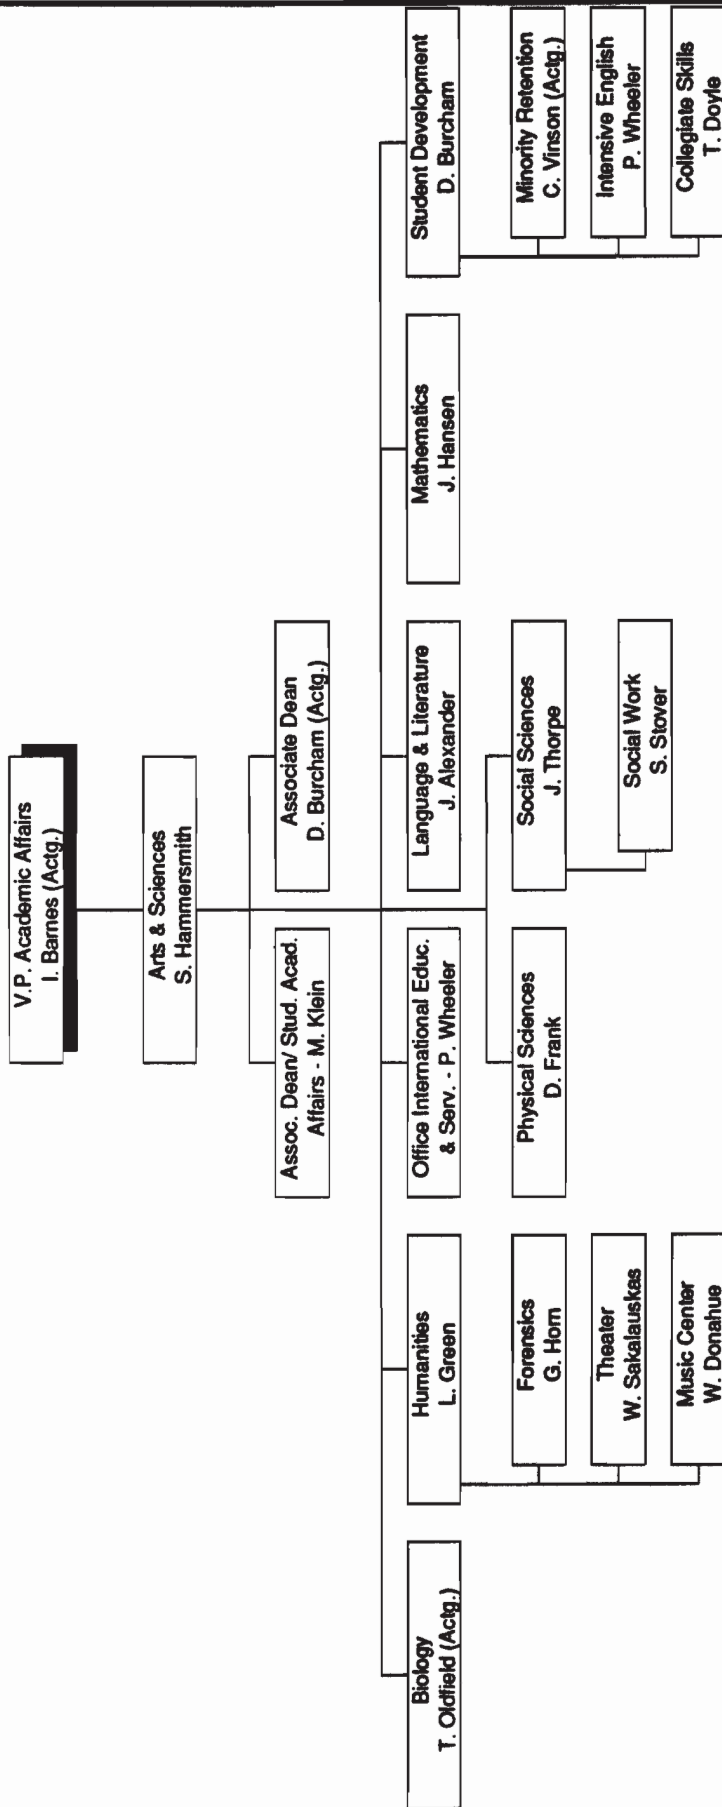 V.P. Academic Affairs
I. Barnes (Actg.)
Arts & Sciences
S. Hammersmith
Assoc. Dean/ Stud. Acad.
Affairs - M. Klein
Associate Dean
D. Burcham (Actg.)
Biology
T. Oldfield (Actg.)
Humanities
L. Green
Office International Educ.
& Serv. - P. Wheeler
Language & Literature
J. Alexander
Mathematics
J. Hansen
Student Development
D. Burcham
Forensics
G. Horn
Theater
W. Sakalauskas
Music Center
W. Donahue
Physical Sciences
D. Frank
Social Sciences
J. Thorpe
Social Work
S. Stover
Minority Retention
C. Vinson (Actg.)
Intensive English
P. Wheeler
Collegiate Skills
T. Doyle